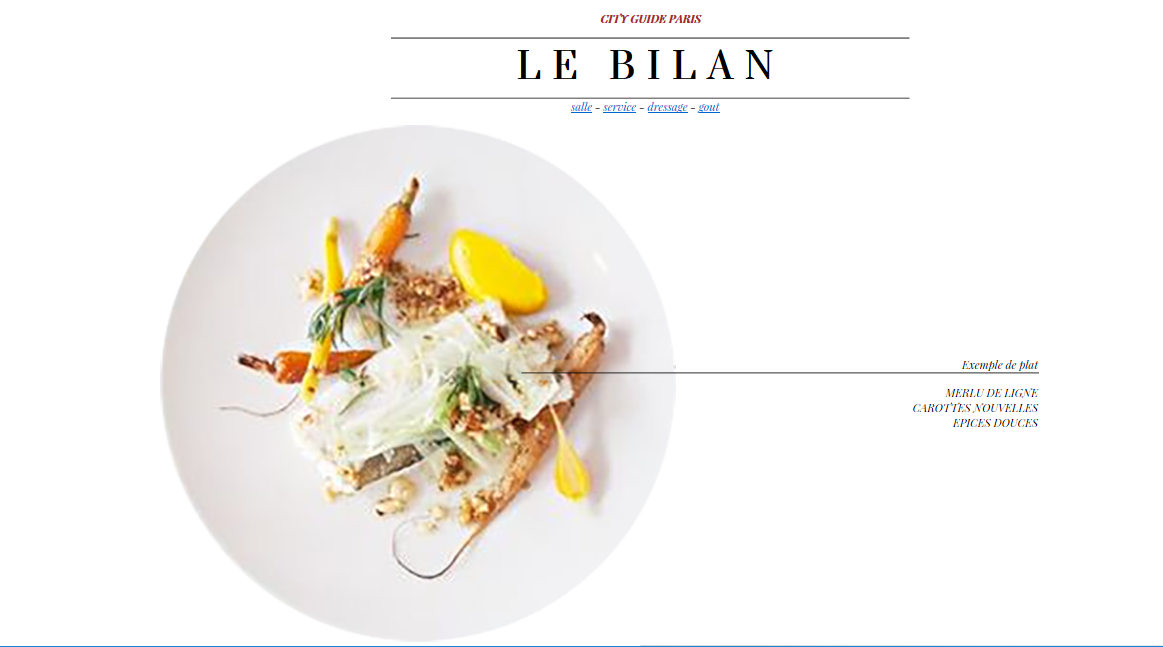 CITY GUIDE PARIS
LE BILAN
salle - service - dressage - gout
Exemple de plat
MERLU DE LIGNE
CAROTTES NOUVELLES
EPICES DOUCES